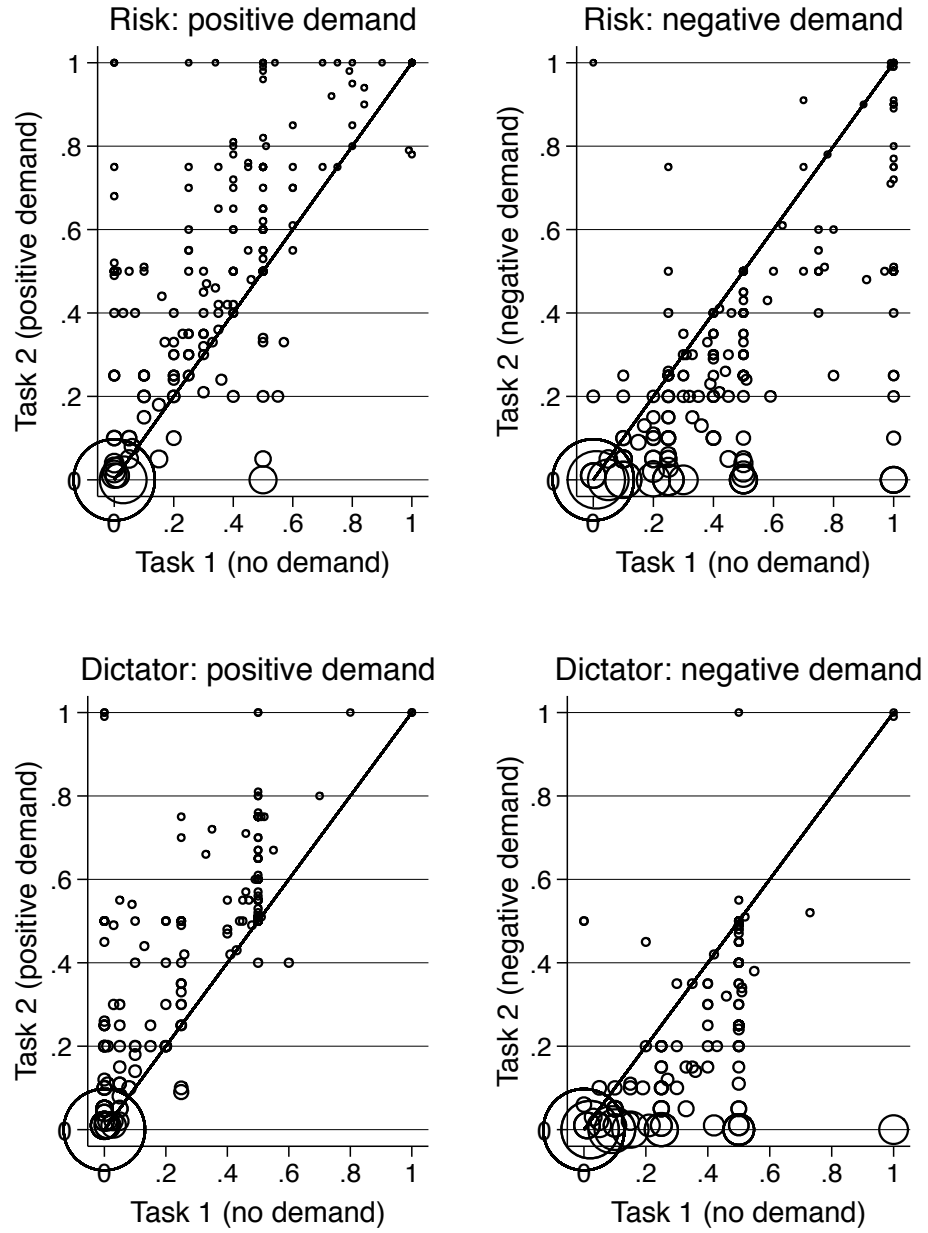 Risk: positive demand
Task 2 (positive demand)
1
.8
.6
.4
.2
0
0 .2 .4 .6 .8 1
Task 1 (no demand)
Risk: negative demand
Task 2 (negative demand)
1
.8
.6
.4
.2
0
0 .2 .4 .6 .8 1
Task 1 (no demand)
Dictator: positive demand
Task 2 (positive demand)
1
.8
.6
.4
.2
0
0 .2 .4 .6 .8 1
Task 1 (no demand)
Dictator: negative demand
Task 2 (negative demand)
1
.8
.6
.4
.2
0
0 .2 .4 .6 .8 1
Task 1 (no demand)